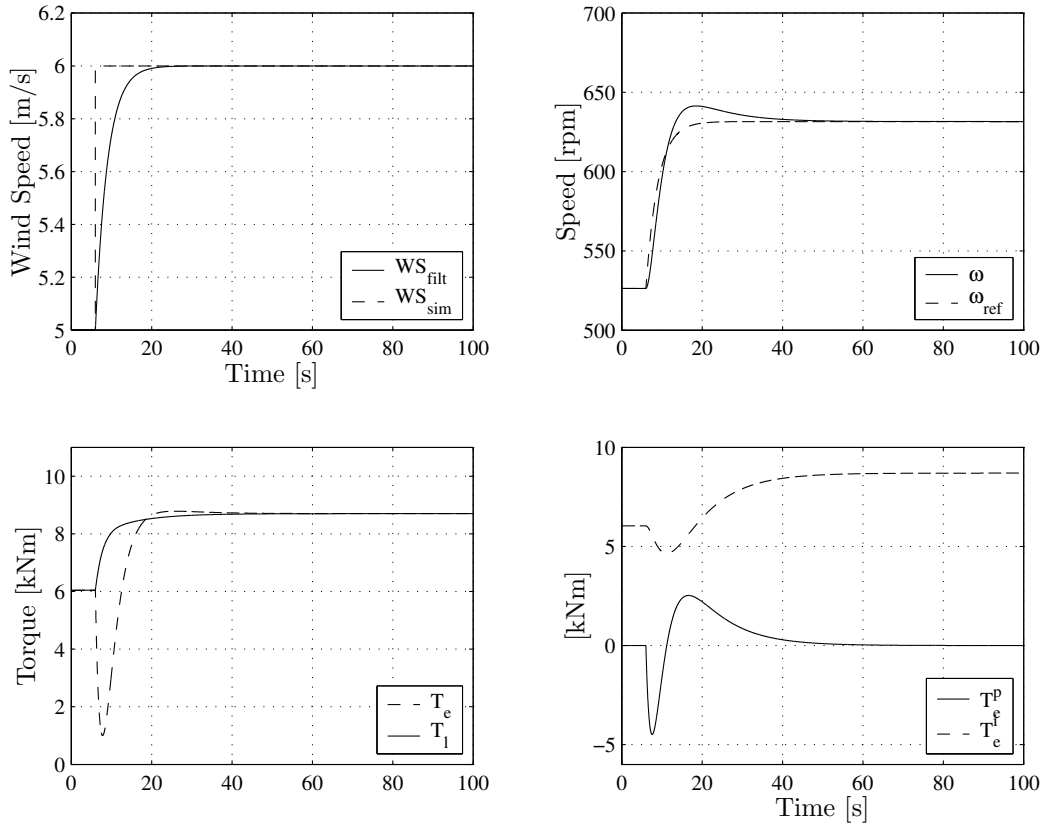 6.2
6
5.8
5.6
5.4
5.2
5
Wind Speed [m/s]
WS_filt
WS_sim
0 20 40 60 80 100
Time [s]
700
650
600
550
500
Speed [rpm]
ω
ω_ref
0 20 40 60 80 100
10
8
6
4
2
0
Torque [kNm]
T_e
T_l
0 20 40 60 80 100
10
5
0
−5
[kNm]
T_e^p
T_e^I
0 20 40 60 80 100
Time [s]